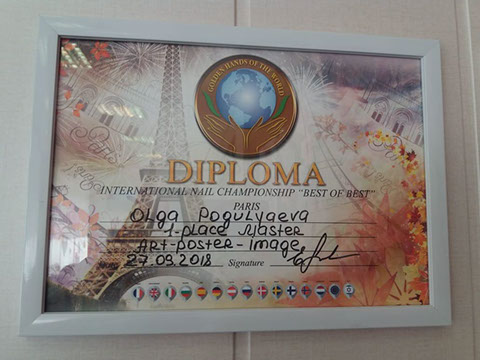 GOLDEN HANDS OF THE WORLD
DIPLOMA
INTERNATIONAL NAIL CHAMPIONSHIP "BEST OF BEST"
PARIS
Olga Pogulyaeva
1-place Master
Art-poster-Image
27.03.2018 Signature